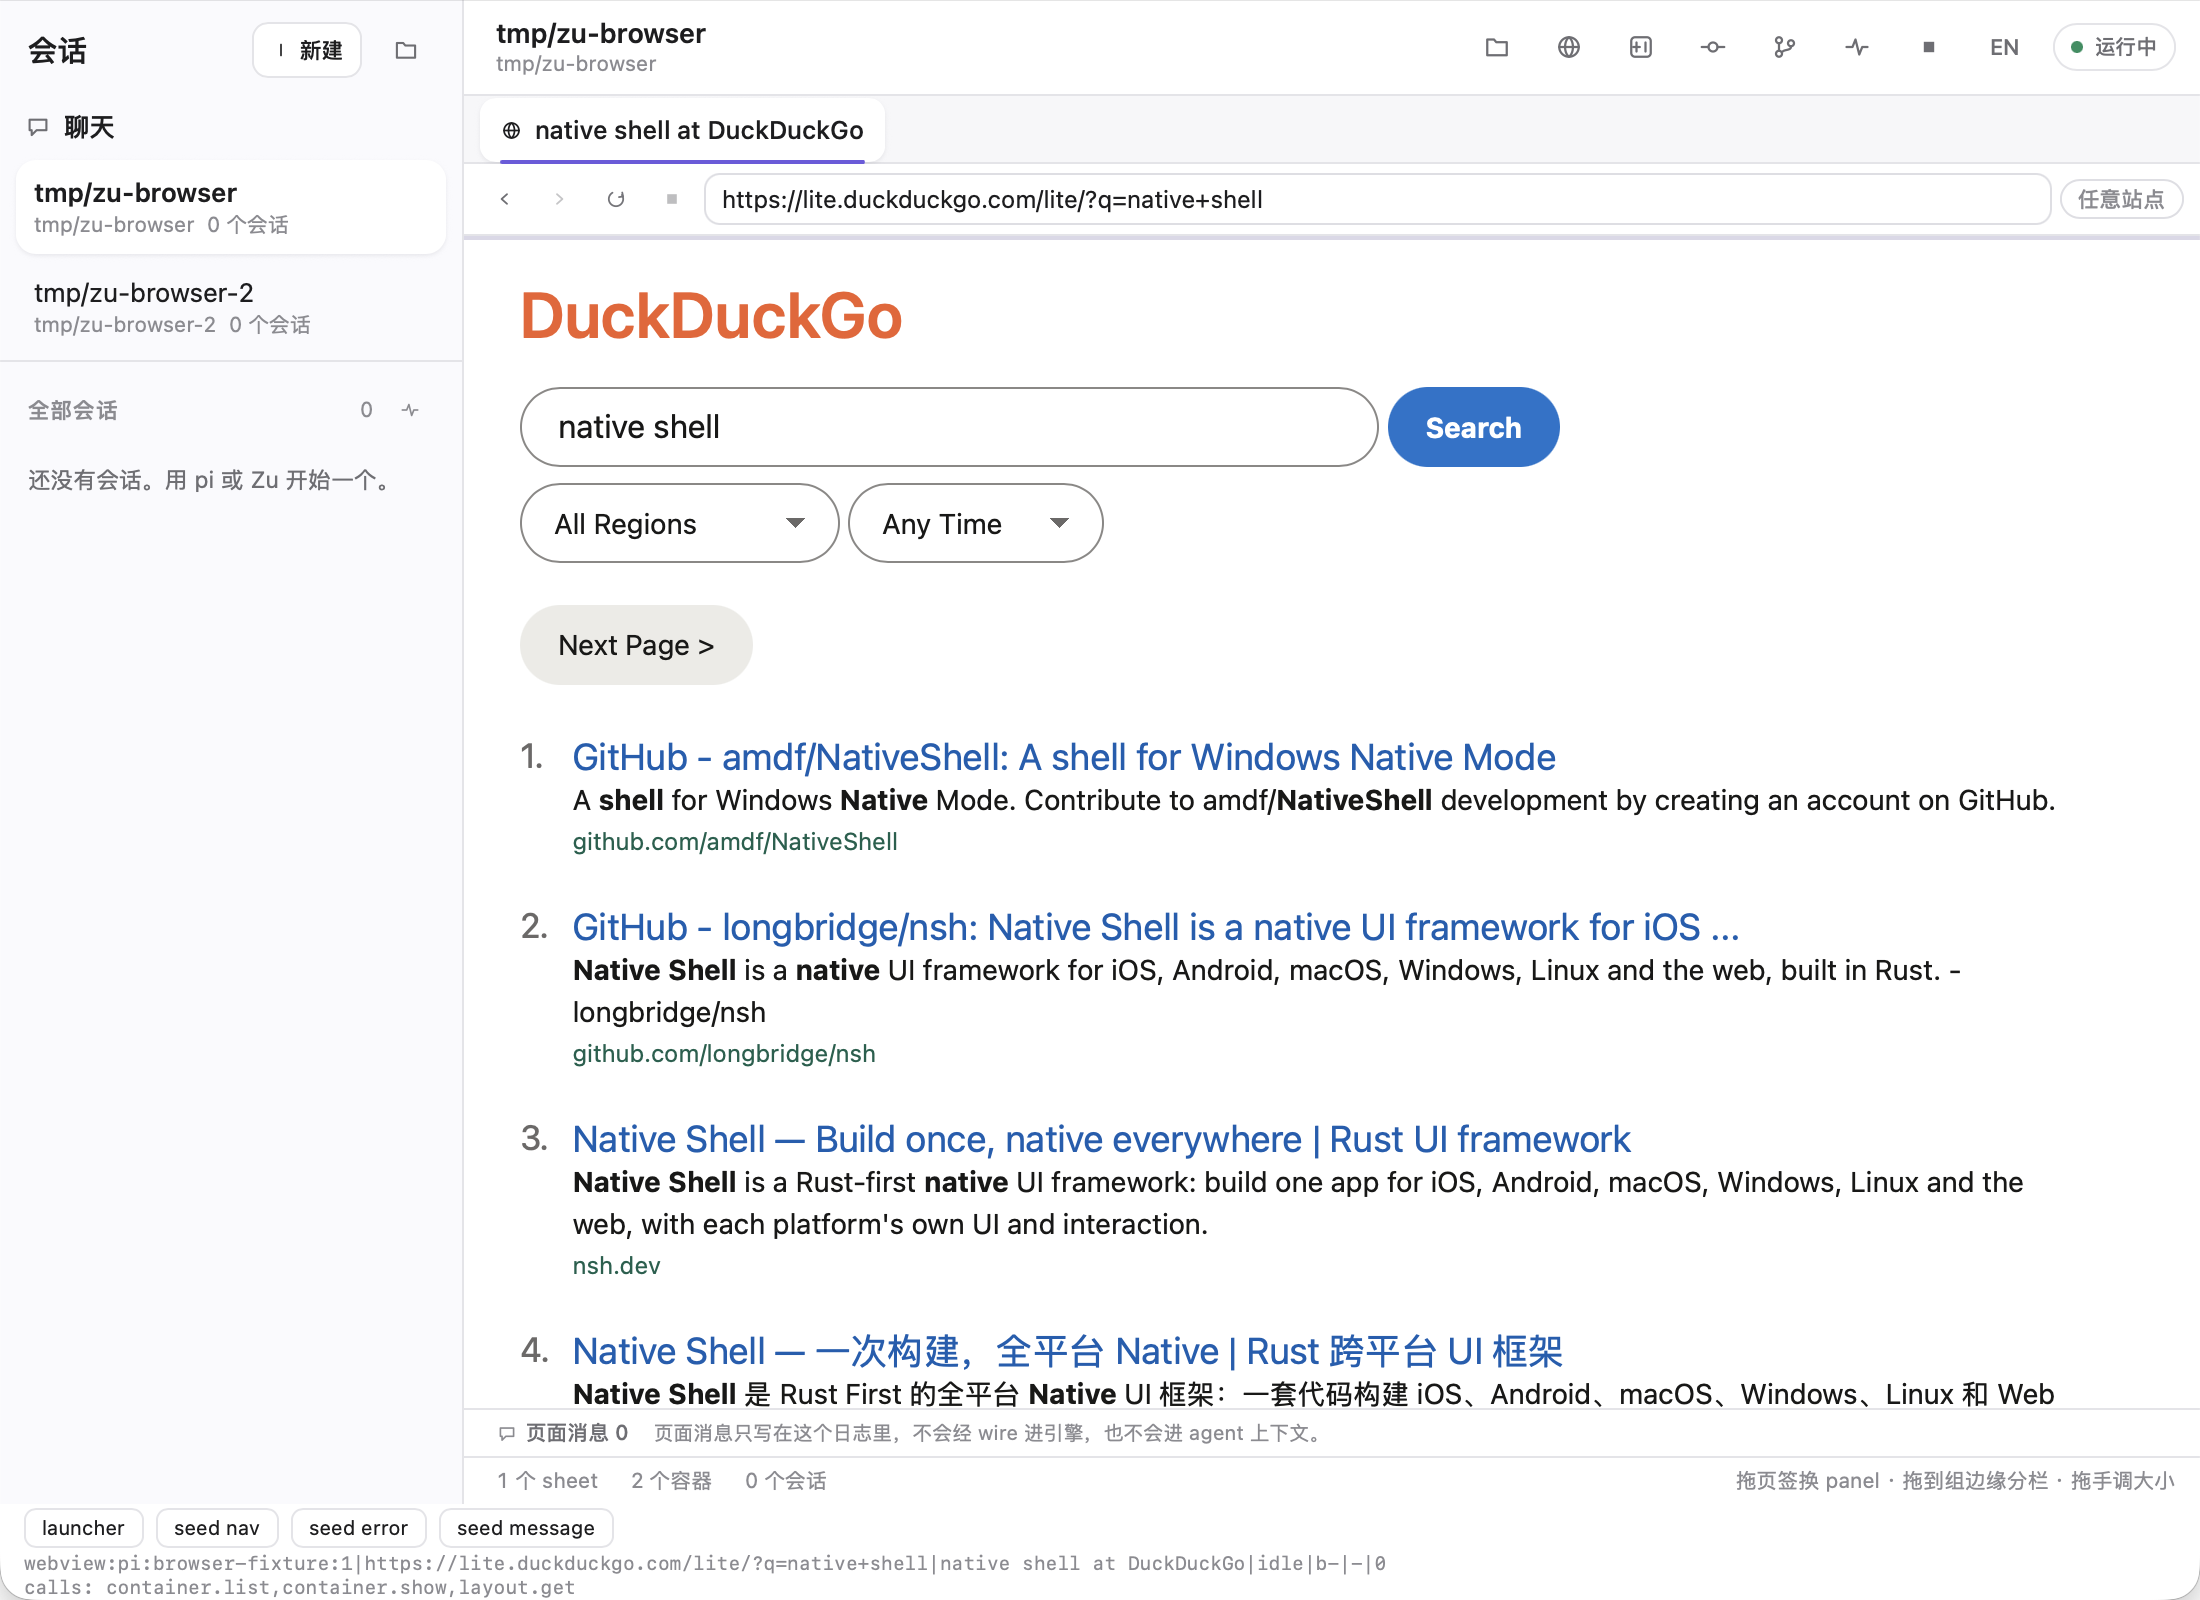 会话
新建
聊天
tmp/zu-browser
tmp/zu-browser 0 个会话
tmp/zu-browser-2
tmp/zu-browser-2 0 个会话
全部会话 0
还没有会话。用 pi 或 Zu 开始一个。
tmp/zu-browser
tmp/zu-browser
EN
运行中
native shell at DuckDuckGo
https://lite.duckduckgo.com/lite/?q=native+shell
任意站点
DuckDuckGo
native shell
Search
All Regions
Any Time
Next Page >
1. GitHub - amdf/NativeShell: A shell for Windows Native Mode
A shell for Windows Native Mode. Contribute to amdf/NativeShell development by creating an account on GitHub.
github.com/amdf/NativeShell
2. GitHub - longbridge/nsh: Native Shell is a native UI framework for iOS ...
Native Shell is a native UI framework for iOS, Android, macOS, Windows, Linux and the web, built in Rust. -
longbridge/nsh
github.com/longbridge/nsh
3. Native Shell — Build once, native everywhere | Rust UI framework
Native Shell is a Rust-first native UI framework: build one app for iOS, Android, macOS, Windows, Linux and the
web, with each platform's own UI and interaction.
nsh.dev
4. Native Shell — 一次构建，全平台 Native | Rust 跨平台 UI 框架
Native Shell 是 Rust First 的全平台 Native UI 框架：一套代码构建 iOS、Android、macOS、Windows、Linux 和 Web
页面消息 0 页面消息只写在这个日志里，不会经 wire 进引擎，也不会进 agent 上下文。
1 个 sheet 2 个容器 0 个会话
拖页签换 panel · 拖到组边缘分栏 · 拖手调大小
launcher
seed nav
seed error
seed message
webview:pi:browser-fixture:1|https://lite.duckduckgo.com/lite/?q=native+shell|native shell at DuckDuckGo|idle|b-|-|0
calls: container.list,container.show,layout.get